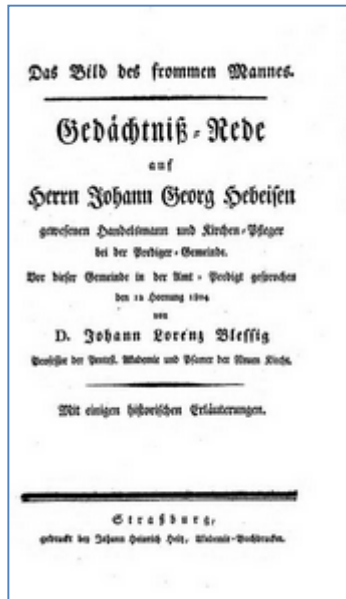 Das Bild des frommen Mannes.
Gedächtniß-Rede
auf
Herrn Johann Georg Hebeisen
gewesenen Handelsmann und Kirchen-Pfleger
bei der Prediger-Gemeinde.
Vor dieser Gemeinde in der Amt-Predigt gesprochen
den 12 Hornung 1804
von
D. Johann Lorenz Blessig
Professor der Protest. Akademie und Pfarrer der Neuen Kirche.
Mit einigen historischen Erläuterungen.
Straßburg,
gedruckt bey Johann Heinrich Heitz, Akademie-Buchdrucker.